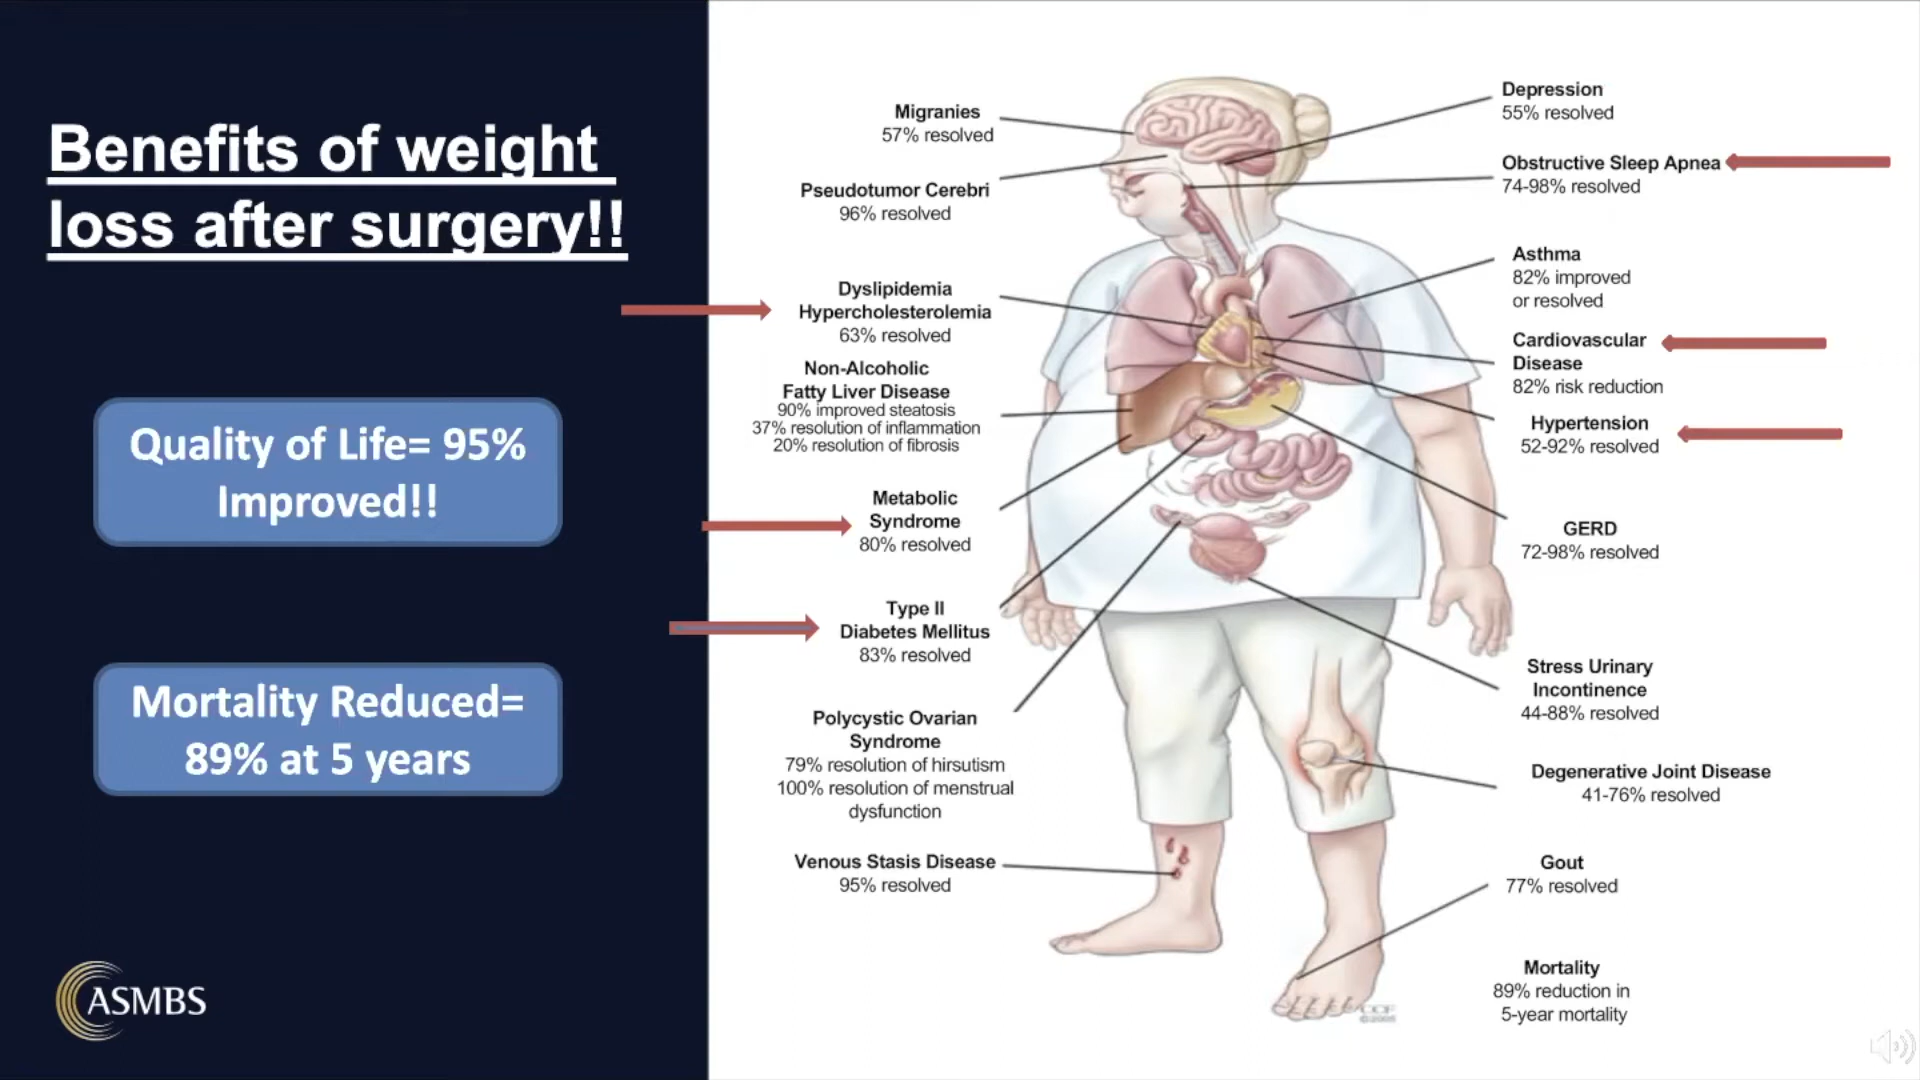 Benefits of weight
loss after surgery!!
Quality of Life= 95%
Improved!!
Mortality Reduced=
89% at 5 years
ASMBS
Migranies
57% resolved
Pseudotumor Cerebri
96% resolved
Dyslipidemia
Hypercholesterolemia
63% resolved
Non-Alcoholic
Fatty Liver Disease
90% improved steatosis
37% resolution of inflammation
20% resolution of fibrosis
Metabolic
Syndrome
80% resolved
Type II
Diabetes Mellitus
83% resolved
Polycystic Ovarian
Syndrome
79% resolution of hirsutism
100% resolution of menstrual
dysfunction
Venous Stasis Disease
95% resolved
Depression
55% resolved
Obstructive Sleep Apnea
74-98% resolved
Asthma
82% improved
or resolved
Cardiovascular
Disease
82% risk reduction
Hypertension
52-92% resolved
GERD
72-98% resolved
Stress Urinary
Incontinence
44-88% resolved
Degenerative Joint Disease
41-76% resolved
Gout
77% resolved
Mortality
89% reduction in
5-year mortality